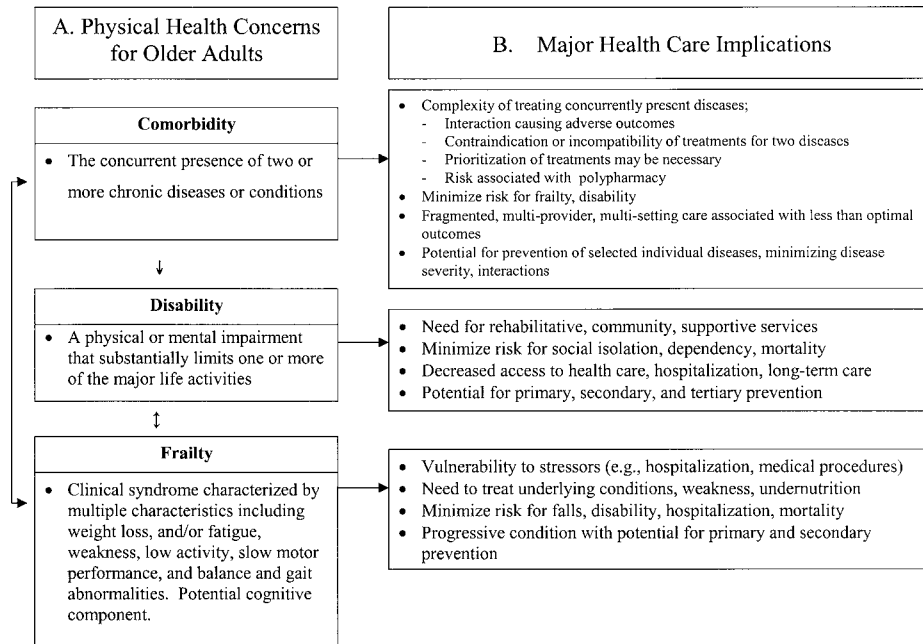 A. Physical Health Concerns
for Older Adults
B. Major Health Care Implications
Comorbidity
• The concurrent presence of two or
more chronic diseases or conditions
• Complexity of treating concurrently present diseases;
- Interaction causing adverse outcomes
- Contraindication or incompatibility of treatments for two diseases
- Prioritization of treatments may be necessary
- Risk associated with polypharmacy
• Minimize risk for frailty, disability
• Fragmented, multi-provider, multi-setting care associated with less than optimal
outcomes
• Potential for prevention of selected individual diseases, minimizing disease
severity, interactions
Disability
• A physical or mental impairment
that substantially limits one or more
of the major life activities
• Need for rehabilitative, community, supportive services
• Minimize risk for social isolation, dependency, mortality
• Decreased access to health care, hospitalization, long-term care
• Potential for primary, secondary, and tertiary prevention
Frailty
• Clinical syndrome characterized by
multiple characteristics including
weight loss, and/or fatigue,
weakness, low activity, slow motor
performance, and balance and gait
abnormalities. Potential cognitive
component.
• Vulnerability to stressors (e.g., hospitalization, medical procedures)
• Need to treat underlying conditions, weakness, undernutrition
• Minimize risk for falls, disability, hospitalization, mortality
• Progressive condition with potential for primary and secondary
prevention